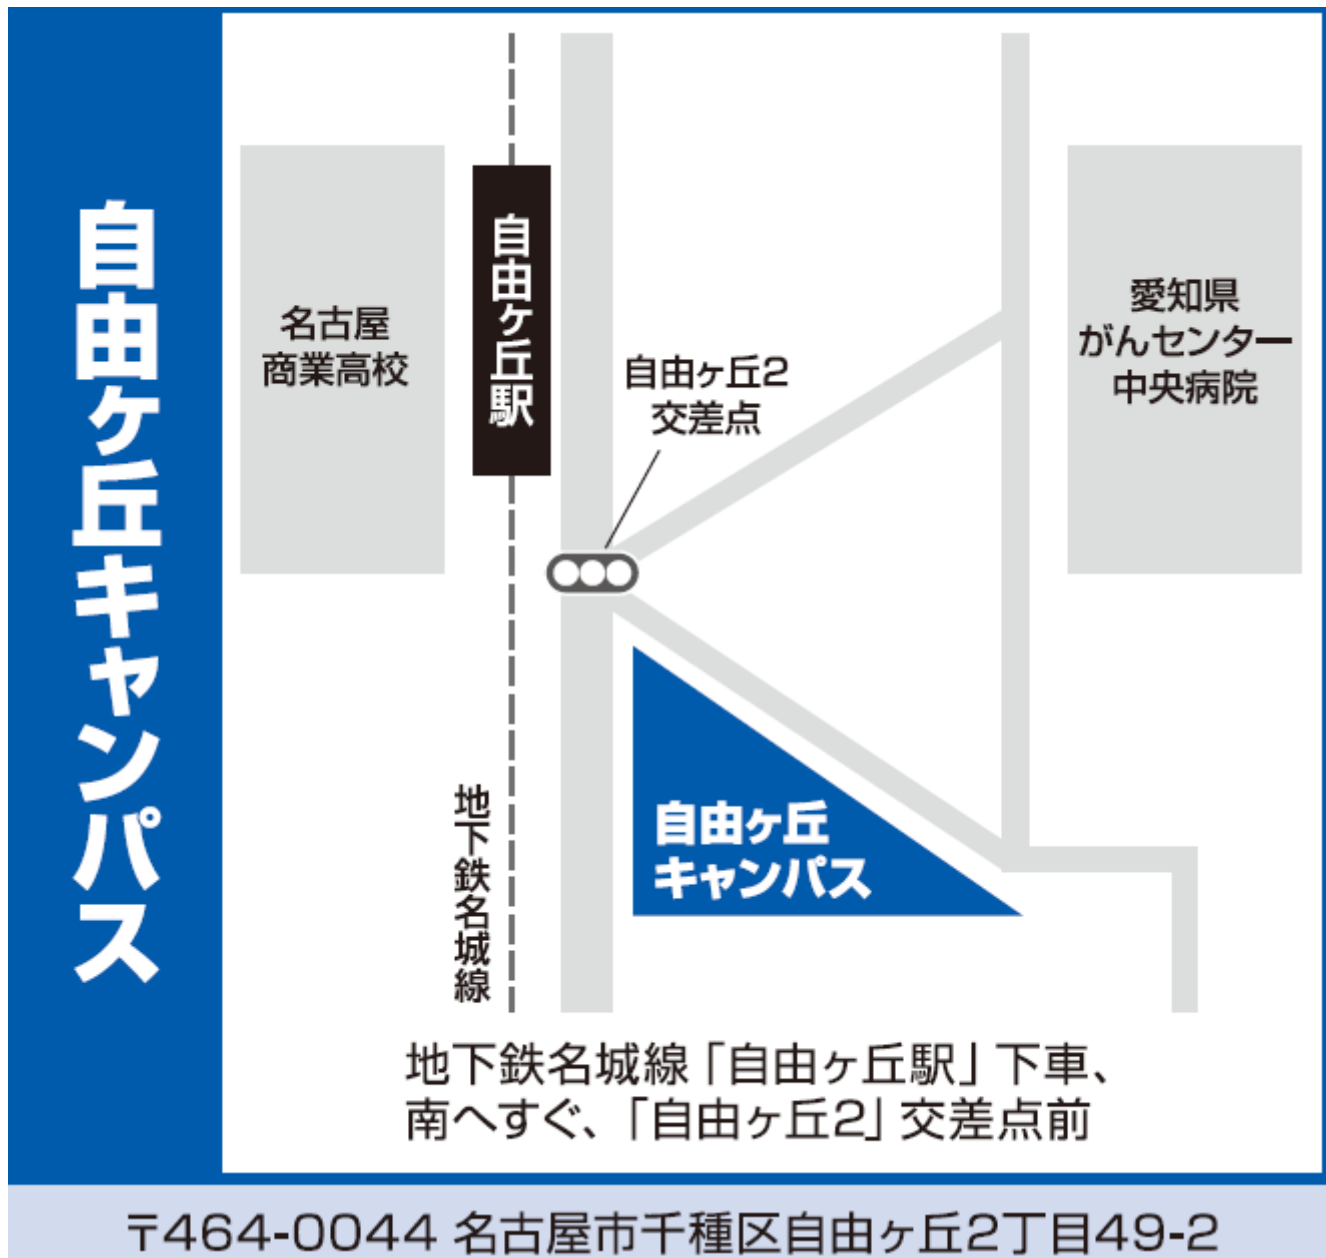 自由ヶ丘キャンパス
名古屋
商業高校
自由ヶ丘駅
自由ヶ丘2
交差点
愛知県
がんセンター
中央病院
地下鉄名城線
自由ヶ丘
キャンパス
地下鉄名城線「自由ヶ丘駅」下車、
南へすぐ、「自由ヶ丘2」交差点前
〒464-0044 名古屋市千種区自由ヶ丘2丁目49-2